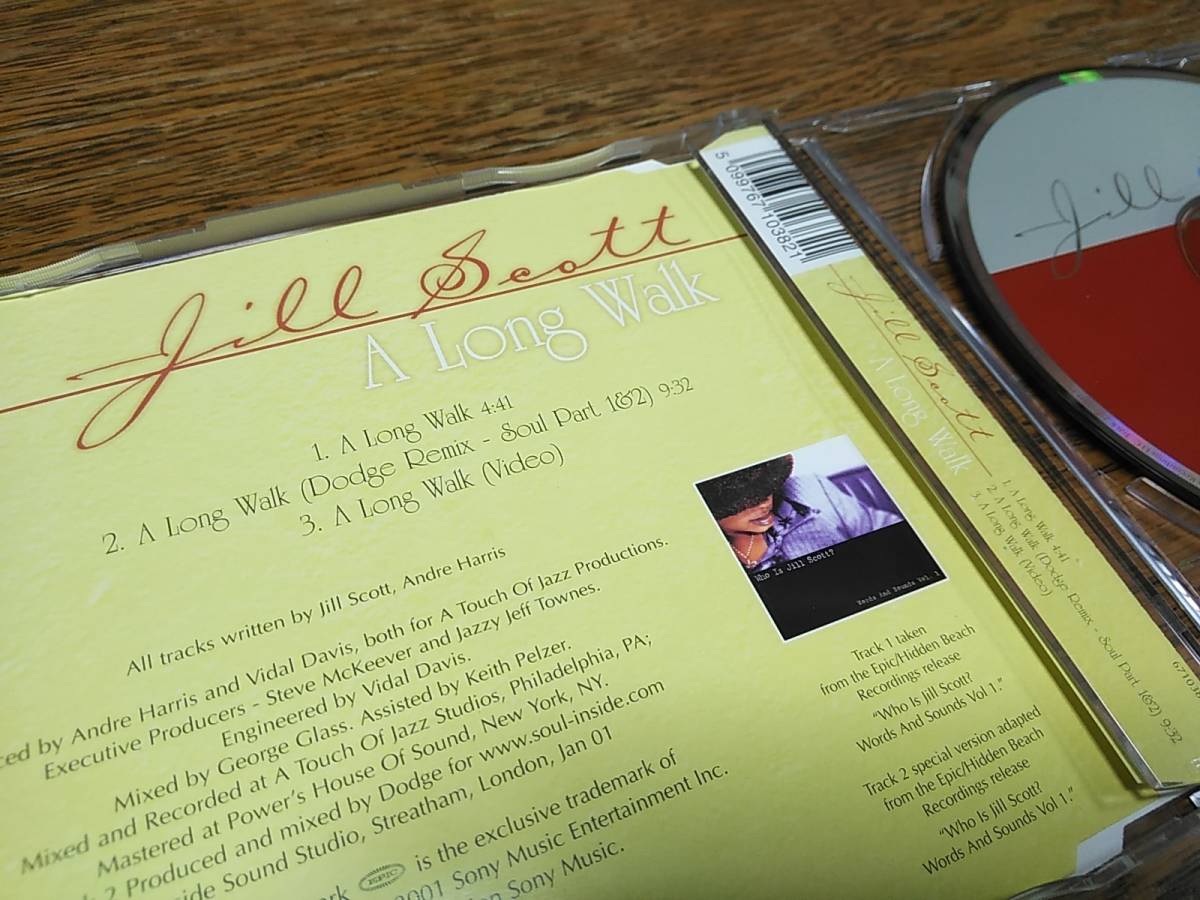 Jill Scott
A Long Walk
1. A Long Walk 4:41
2. A Long Walk (Dodge Remix - Soul Part. 1&2) 9:32
3. A Long Walk (Video)
All tracks written by Jill Scott, Andre Harris
by Andre Harris and Vidal Davis, both for A Touch Of Jazz Productions.
Executive Producers - Steve McKeever and Jazzy Jeff Townes.
Engineered by Vidal Davis.
Mixed by George Glass. Assisted by Keith Pelzer.
Mixed and Recorded at A Touch Of Jazz Studios, Philadelphia, PA;
Mastered at Power's House Of Sound, New York, NY.
2 Produced and mixed by Dodge for www.soul-inside.com
Sound Studio, Streatham, London, Jan 01
EPIC is the exclusive trademark of
2001 Sony Music Entertainment Inc.
Sony Music.
Who Is Jill Scott?
Words And Sounds Vol. 1
Track 1 taken
from the Epic/Hidden Beach
Recordings release
"Who Is Jill Scott?
Words And Sounds Vol 1."
Track 2 special version adapted
from the Epic/Hidden Beach
Recordings release
"Who Is Jill Scott?
Words And Sounds Vol 1."
5 099767 103821
Jill Scott
A Long Walk
1. A Long Walk 4:41
2. A Long Walk (Dodge Remix - Soul Part. 1&2) 9:32
3. A Long Walk (Video)
Jill